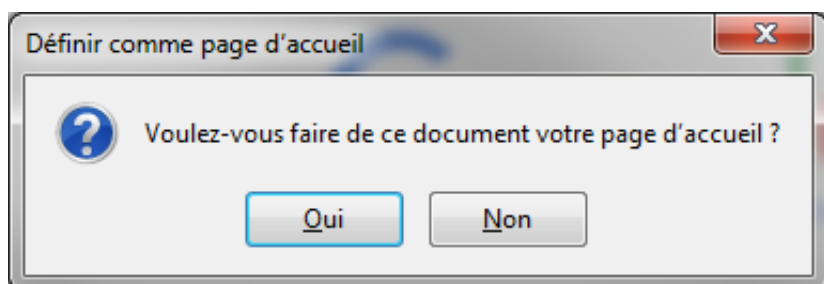 Définir comme page d'accueil
Voulez-vous faire de ce document votre page d'accueil ?
Oui
Non